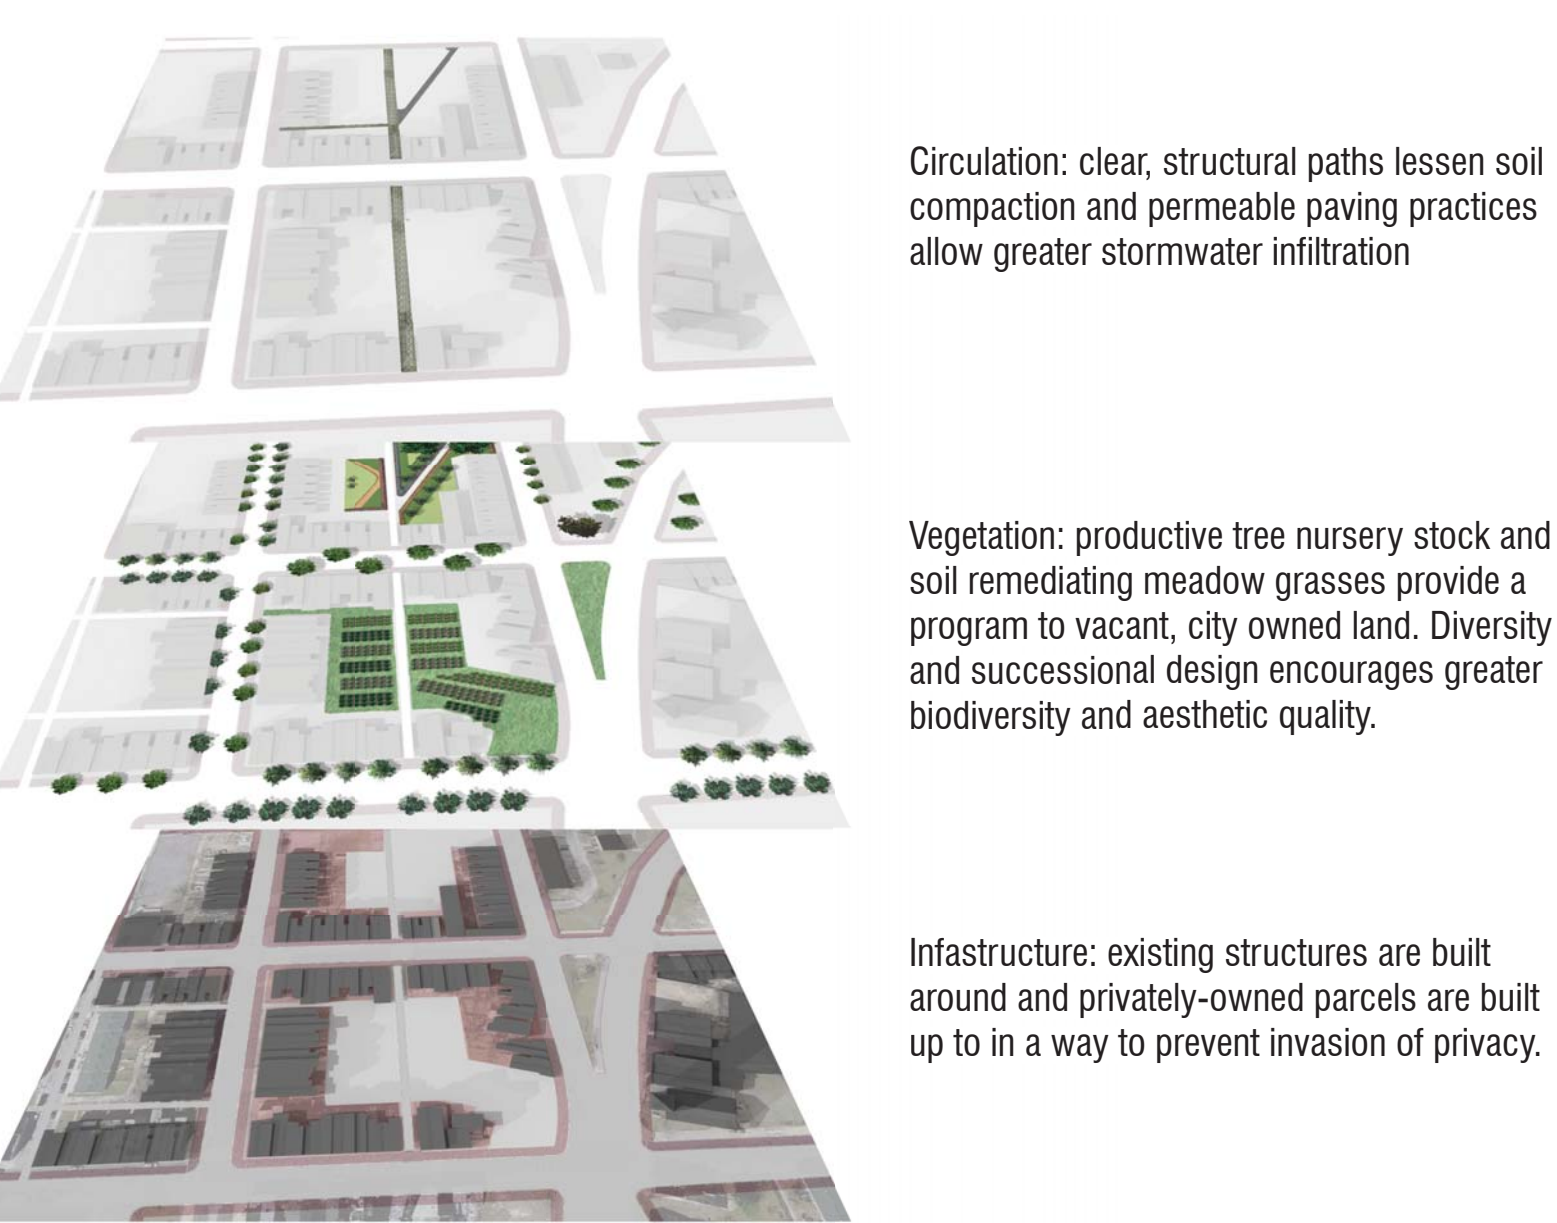 Circulation: clear, structural paths lessen soil
compaction and permeable paving practices
allow greater stormwater infiltration
Vegetation: productive tree nursery stock and
soil remediating meadow grasses provide a
program to vacant, city owned land. Diversity
and successional design encourages greater
biodiversity and aesthetic quality.
Infastructure: existing structures are built
around and privately-owned parcels are built
up to in a way to prevent invasion of privacy.